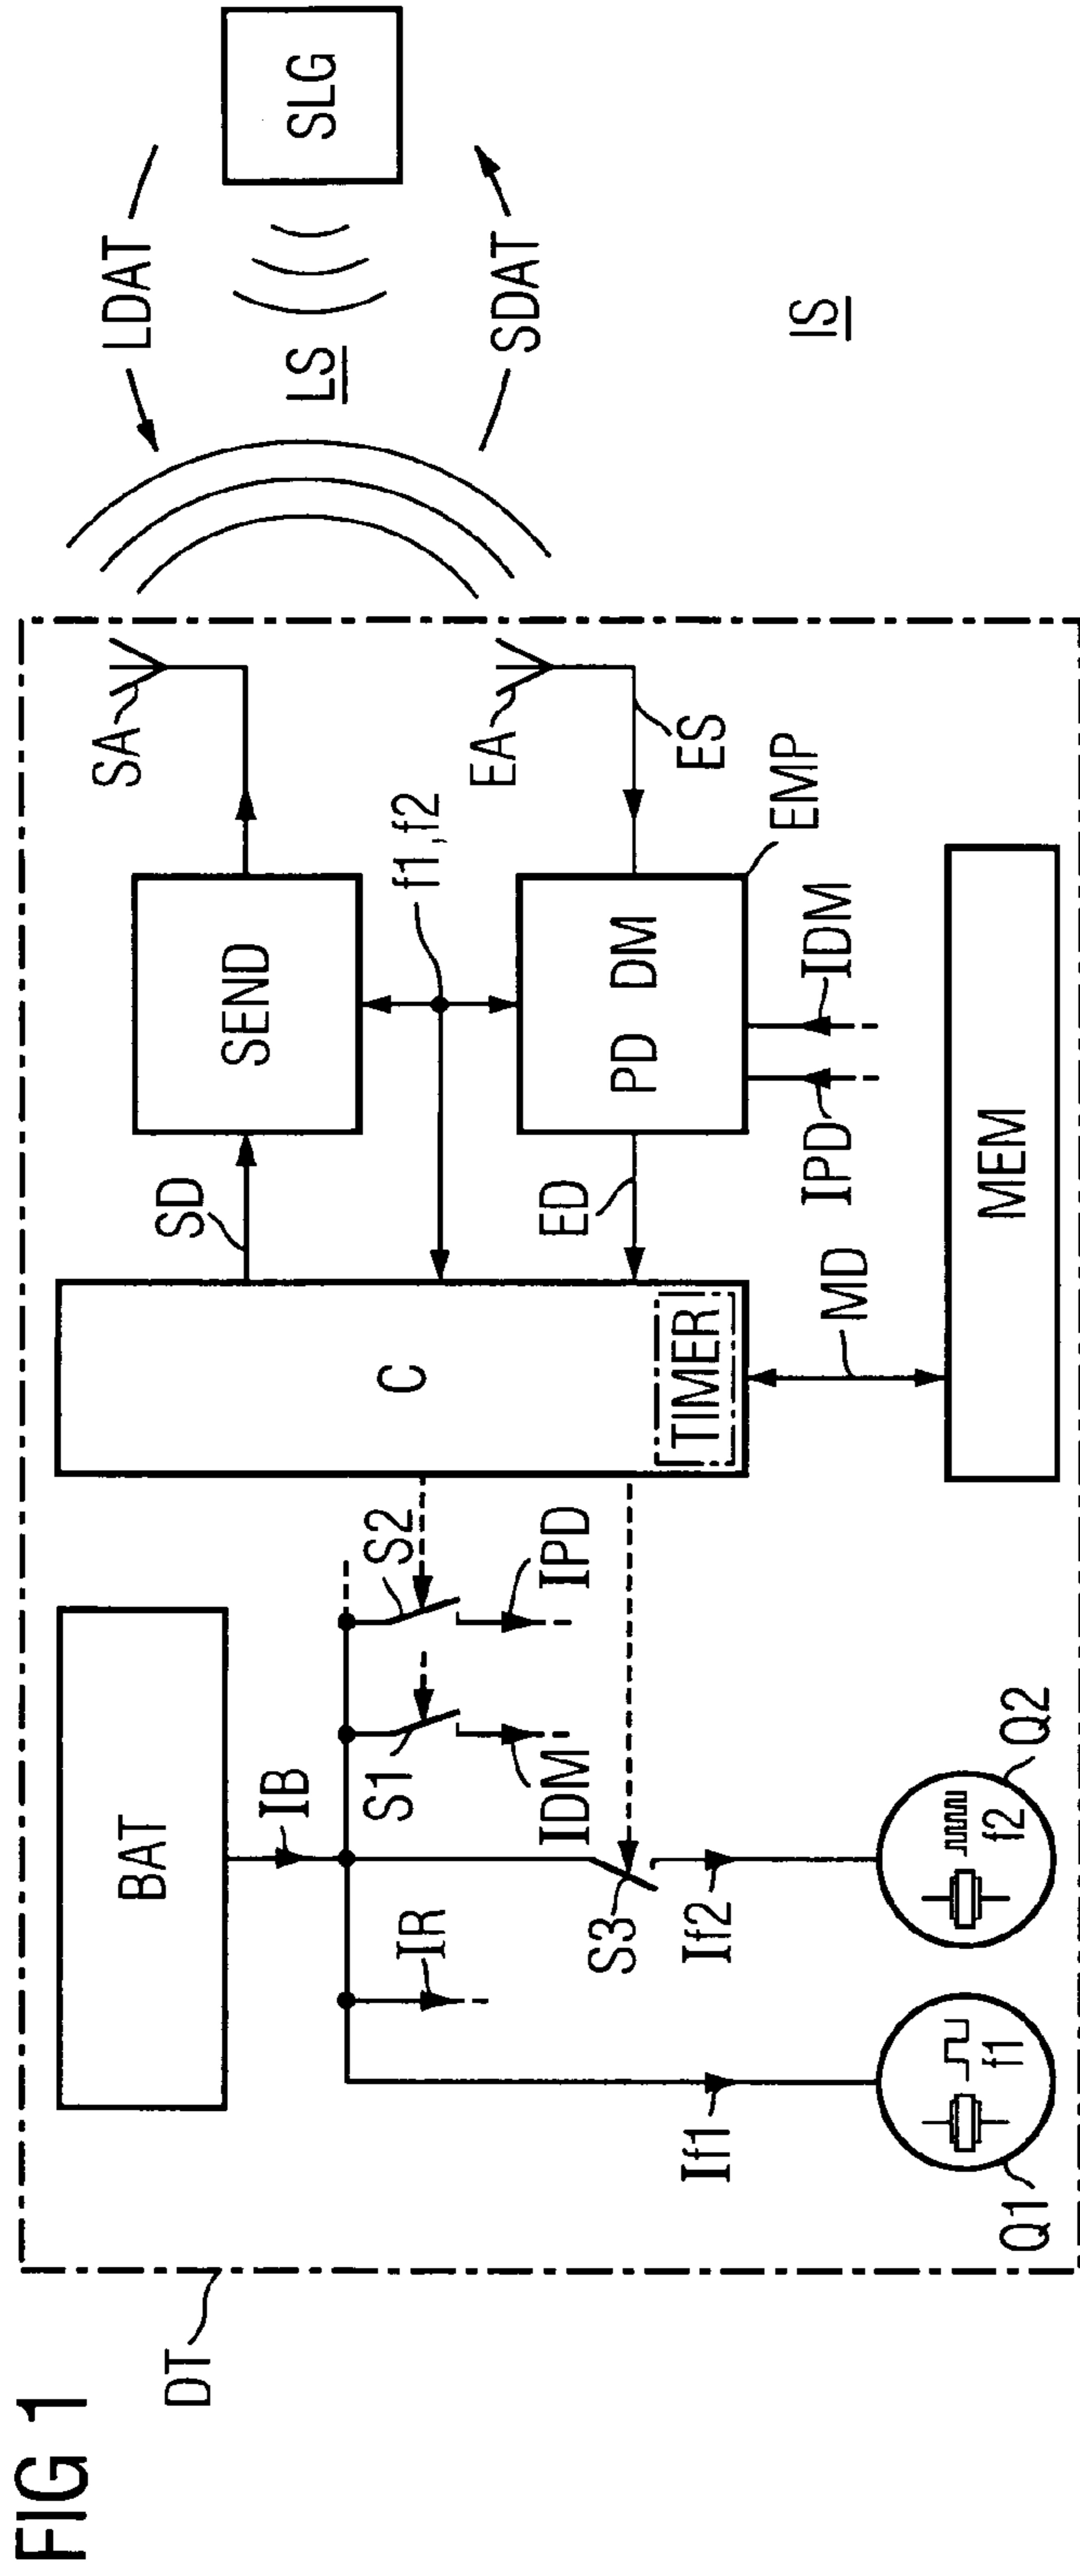 FIG 1
DT
BAT
IB
IR
S1
S2
IDM
IPD
S3
If1
If2
Q1
f1
Q2
f2
C
TIMER
SD
SEND
SA
f1,f2
ED
PD DM
EMP
EA
ES
IPD
IDM
MD
MEM
LDAT
LS
SDAT
SLG
IS